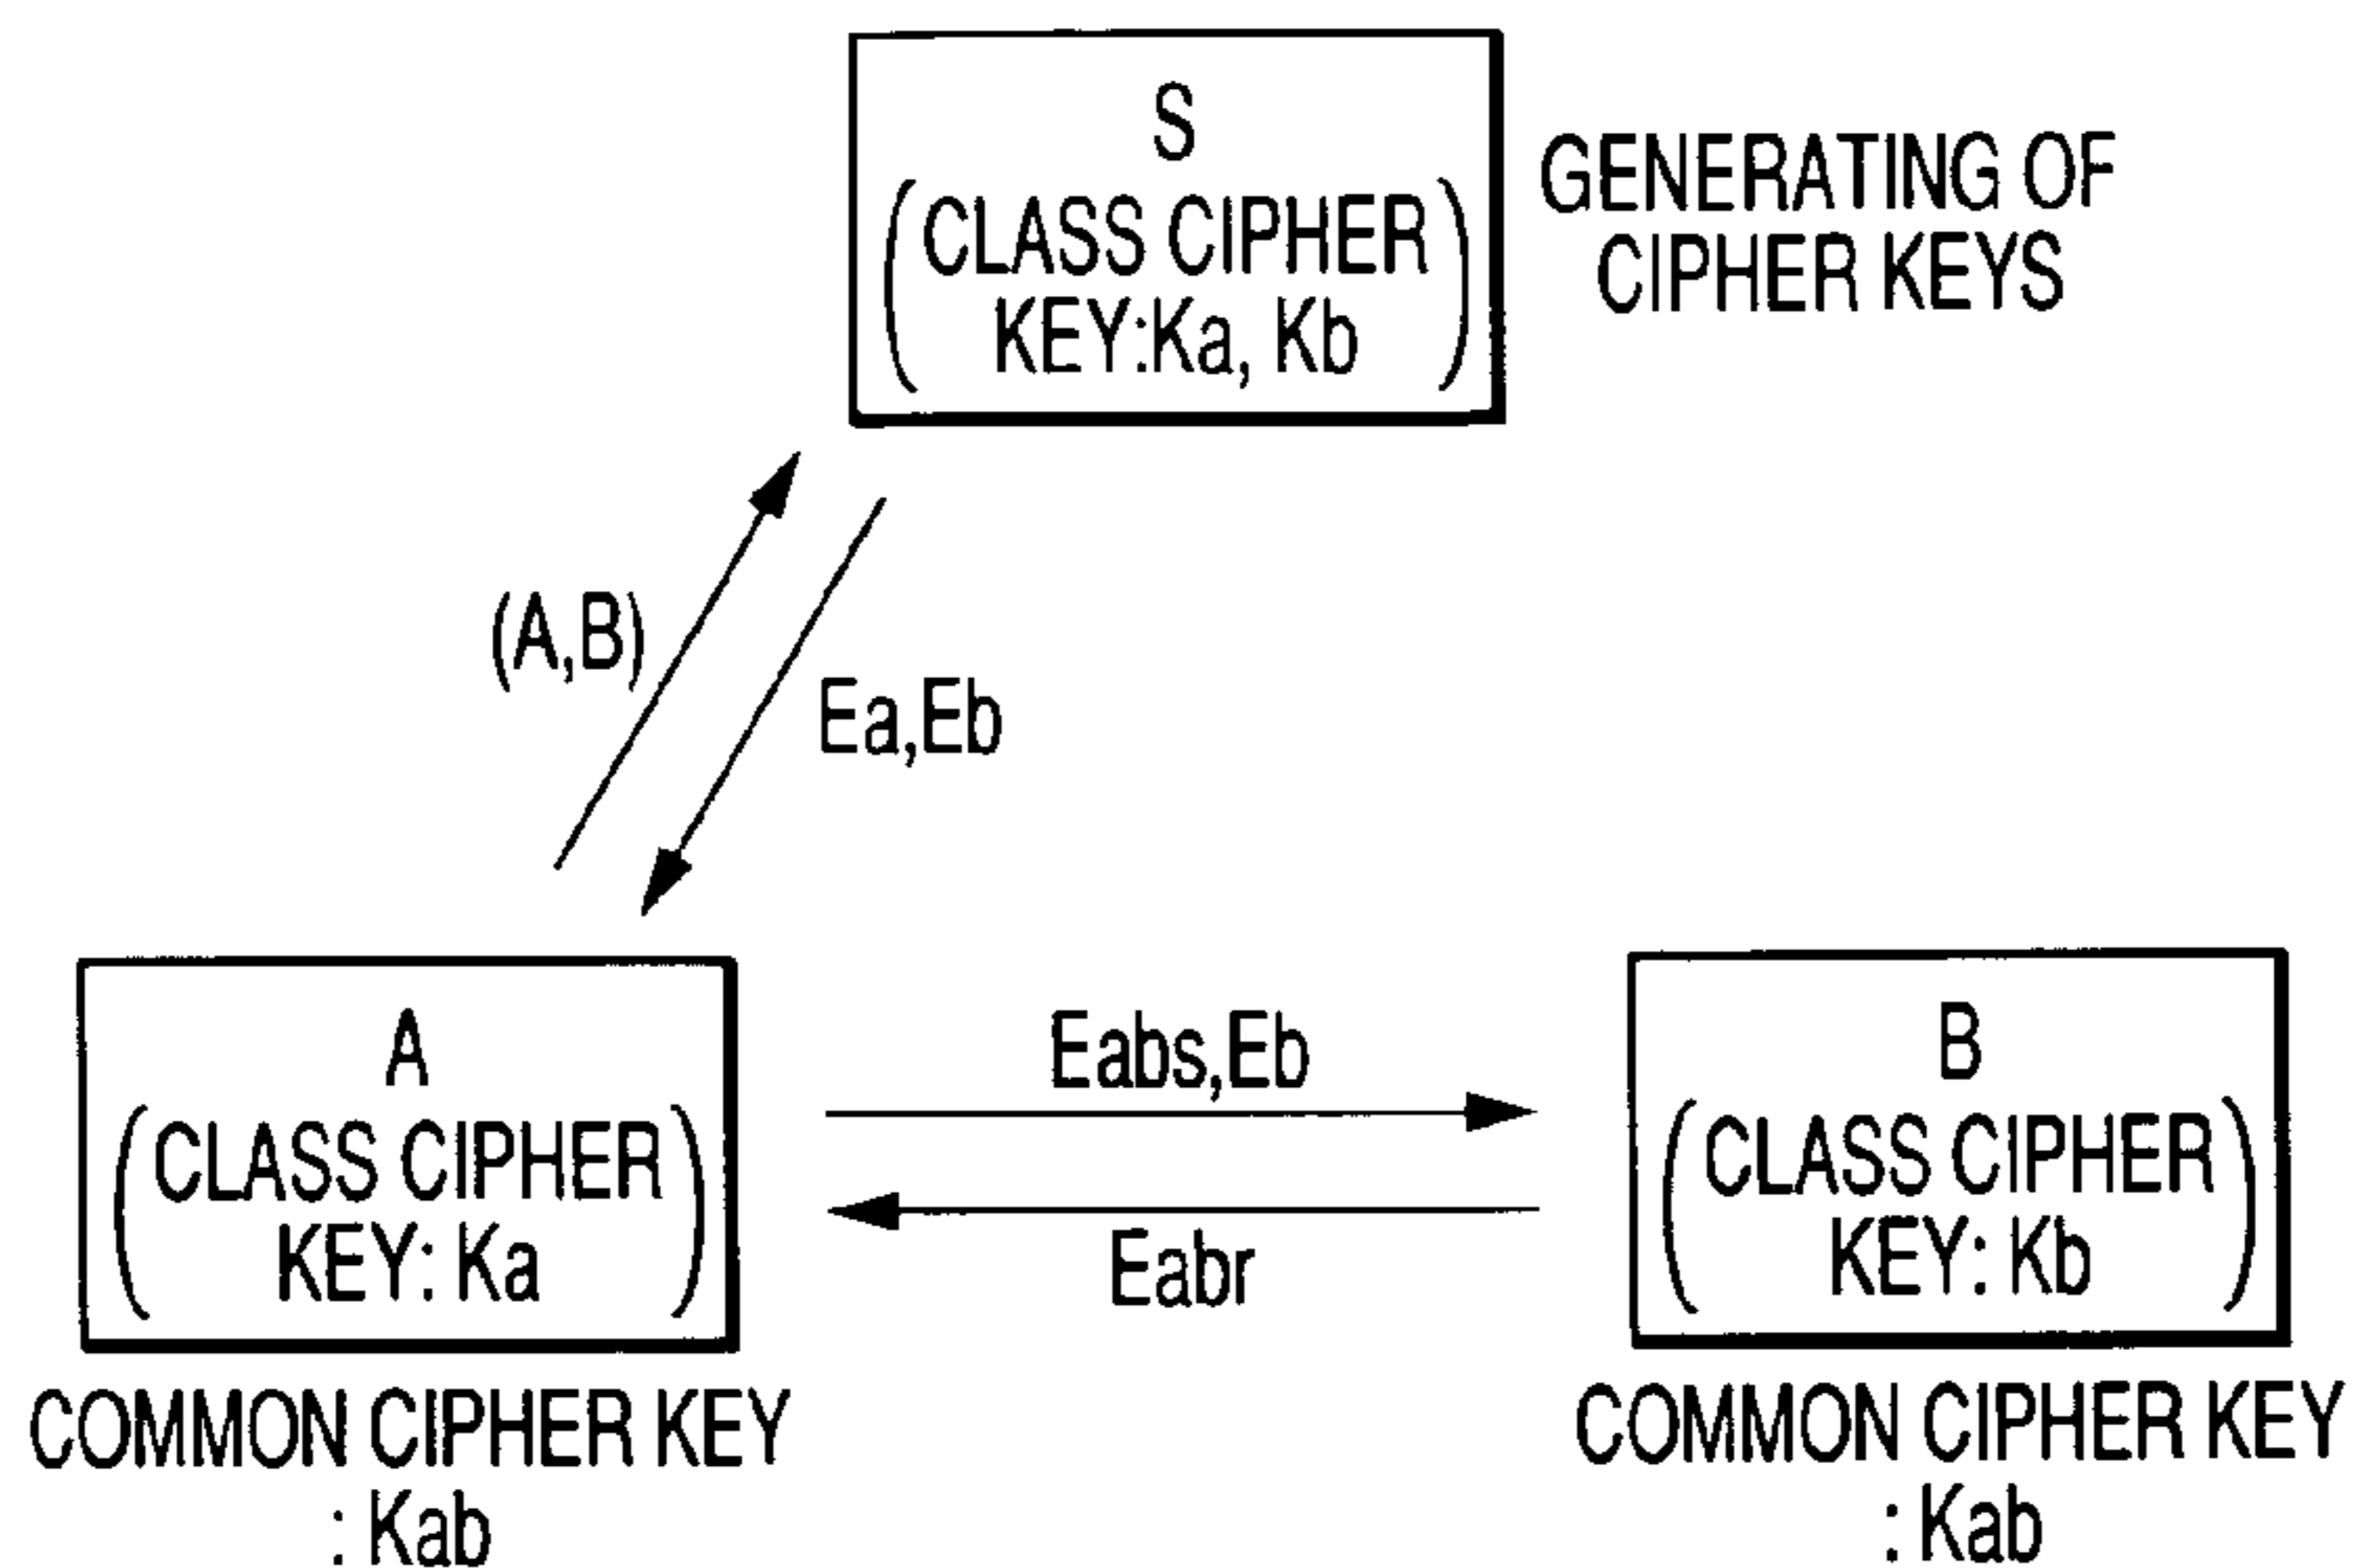 S
(CLASS CIPHER
KEY:Ka, Kb)
GENERATING OF
CIPHER KEYS
(A,B)
Ea,Eb
A
(CLASS CIPHER
KEY: Ka)
COMMON CIPHER KEY
: Kab
Eabs,Eb
Eabr
B
(CLASS CIPHER
KEY: Kb)
COMMON CIPHER KEY
: Kab